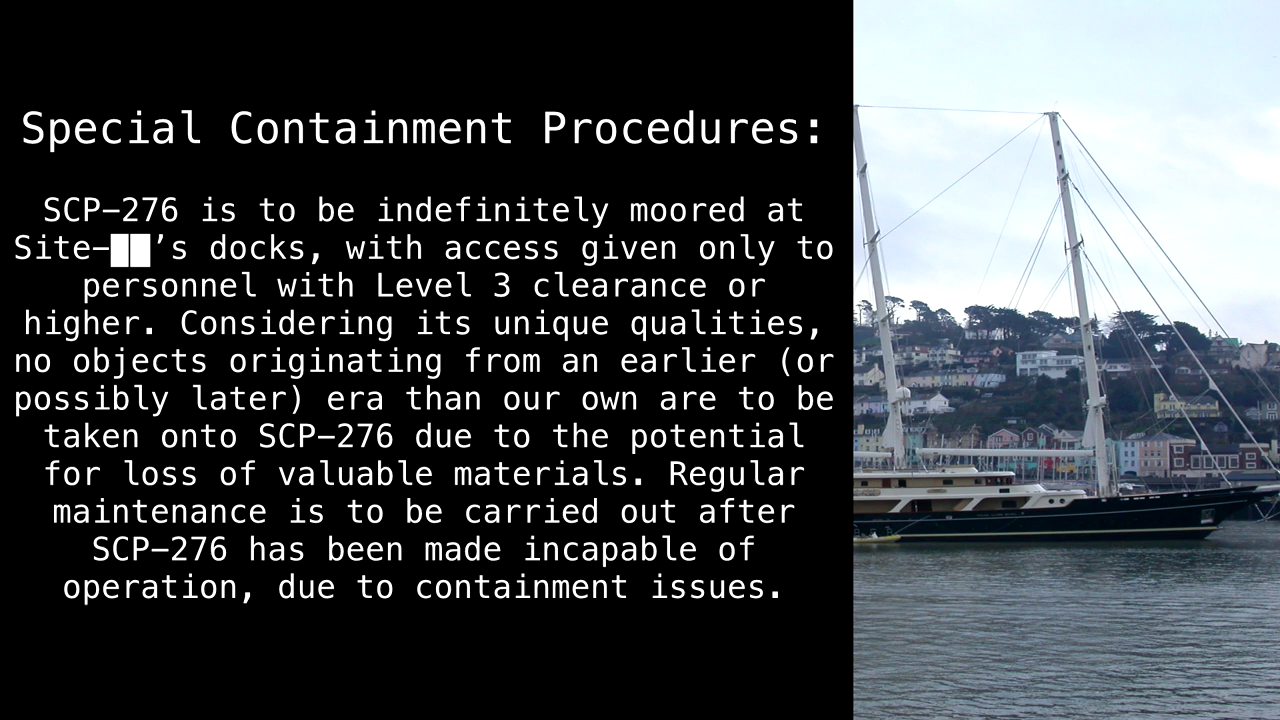 Special Containment Procedures:
SCP–276 is to be indefinitely moored at
Site–██’s docks, with access given only to
personnel with Level 3 clearance or
higher. Considering its unique qualities,
no objects originating from an earlier (or
possibly later) era than our own are to be
taken onto SCP–276 due to the potential
for loss of valuable materials. Regular
maintenance is to be carried out after
SCP–276 has been made incapable of
operation, due to containment issues.